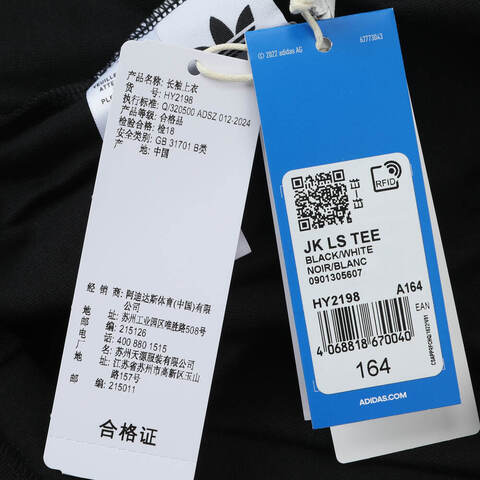 产品名称: 长袖上衣
货 号: HY2198
执行标准: Q/320500 ADSZ 012-2024
产品等级: 合格品
检验合格: 检18
安全类别: GB 31701 B类
产 地: 中国
经 销 商: 阿迪达斯体育(中国)有限
公司
地 址: 苏州工业园区唯胜路508号
邮 编: 215126
电 话: 400 880 1515
厂 名: 苏州天源服装有限公司
地 址: 江苏省苏州市高新区玉山
路157号
邮 编: 215011
合格证
© 2022 adidas AG
67773043
RFID
JK LS TEE
BLACK/WHITE
NOIR/BLANC
0901305607
HY2198 A164
EAN
4 068818 670040
164
ADIDAS.COM